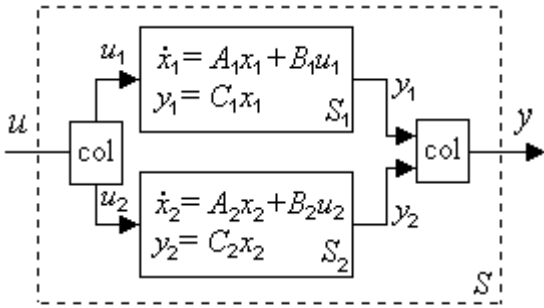 u
col
u₁
ẋ₁ = A₁x₁ + B₁u₁
y₁ = C₁x₁
S₁
y₁
u₂
ẋ₂ = A₂x₂ + B₂u₂
y₂ = C₂x₂
S₂
y₂
col
y
S